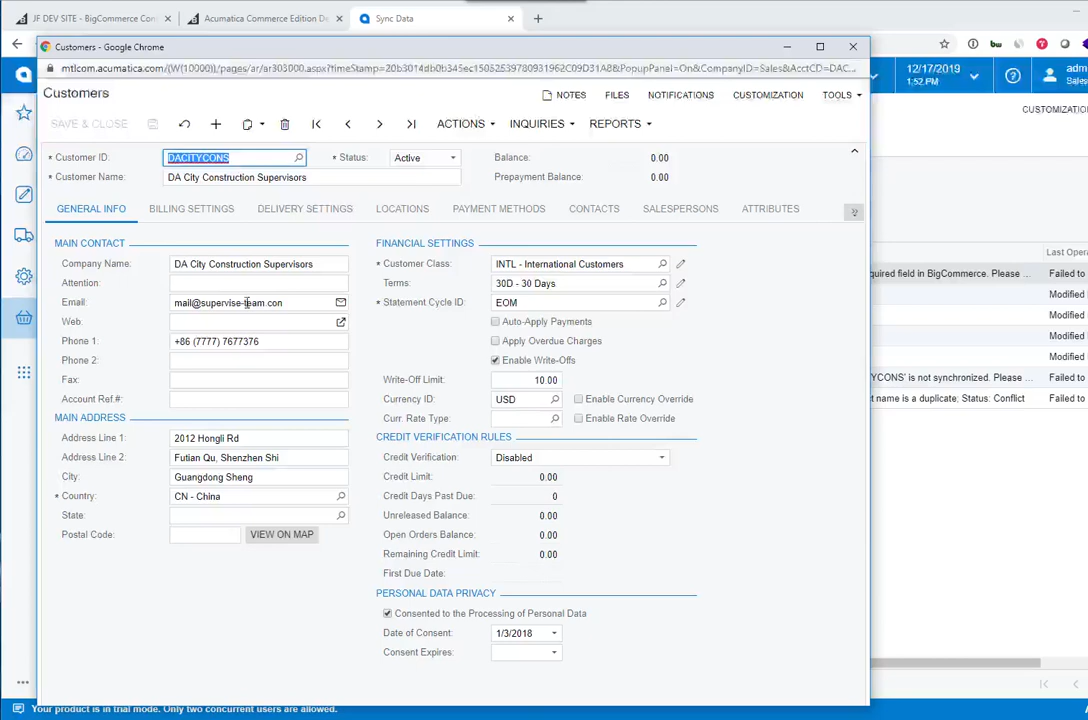 JF DEV SITE - BigCommerce Con
Acumatica Commerce Edition De
Sync Data
Customers - Google Chrome
mtlcom.acumatica.com/(W(10000))/pages/ar/ar303000.aspx?timeStamp=20b3014db0b345ec15052539780931962C09D31A8&PopupPanel=On&CompanyID=Sales&AcctCD=DAC...
12/17/2019
1:52 PM
adm
Sales
CUSTOMIZATION
Customers
NOTES
FILES
NOTIFICATIONS
CUSTOMIZATION
TOOLS
SAVE & CLOSE
ACTIONS
INQUIRIES
REPORTS
* Customer ID:
DACITYCONS
* Status:
Active
Balance:
0.00
* Customer Name:
DA City Construction Supervisors
Prepayment Balance:
0.00
GENERAL INFO
BILLING SETTINGS
DELIVERY SETTINGS
LOCATIONS
PAYMENT METHODS
CONTACTS
SALESPERSONS
ATTRIBUTES
MAIN CONTACT
Company Name:
DA City Construction Supervisors
Attention:
Email:
mail@supervise-team.con
Web:
Phone 1:
+86 (7777) 7677376
Phone 2:
Fax:
Account Ref.#:
MAIN ADDRESS
Address Line 1:
2012 Hongli Rd
Address Line 2:
Futian Qu, Shenzhen Shi
City:
Guangdong Sheng
* Country:
CN - China
State:
Postal Code:
VIEW ON MAP
FINANCIAL SETTINGS
* Customer Class:
INTL - International Customers
* Terms:
30D - 30 Days
* Statement Cycle ID:
EOM
Auto-Apply Payments
Apply Overdue Charges
Enable Write-Offs
Write-Off Limit:
10.00
Currency ID:
USD
Enable Currency Override
Curr. Rate Type:
Enable Rate Override
CREDIT VERIFICATION RULES
Credit Verification:
Disabled
Credit Limit:
0.00
Credit Days Past Due:
0
Unreleased Balance:
0.00
Open Orders Balance:
0.00
Remaining Credit Limit:
0.00
First Due Date:
PERSONAL DATA PRIVACY
Consented to the Processing of Personal Data
Date of Consent:
1/3/2018
Consent Expires:
Last Opera
quired field in BigCommerce. Please ...
Failed to
Modified
Modified
Modified
Modified
YCONS' is not synchronized. Please ...
Failed to
ct name is a duplicate; Status: Conflict
Failed to
Your product is in trial mode. Only two concurrent users are allowed.